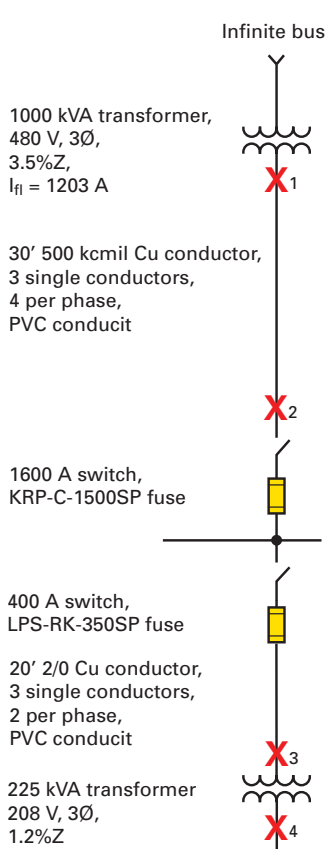 Infinite bus
1000 kVA transformer,
480 V, 3Ø,
3.5%Z,
Ifl = 1203 A
X1
30' 500 kcmil Cu conductor,
3 single conductors,
4 per phase,
PVC conducit
X2
1600 A switch,
KRP-C-1500SP fuse
400 A switch,
LPS-RK-350SP fuse
20' 2/0 Cu conductor,
3 single conductors,
2 per phase,
PVC conducit
X3
225 kVA transformer
208 V, 3Ø,
1.2%Z
X4